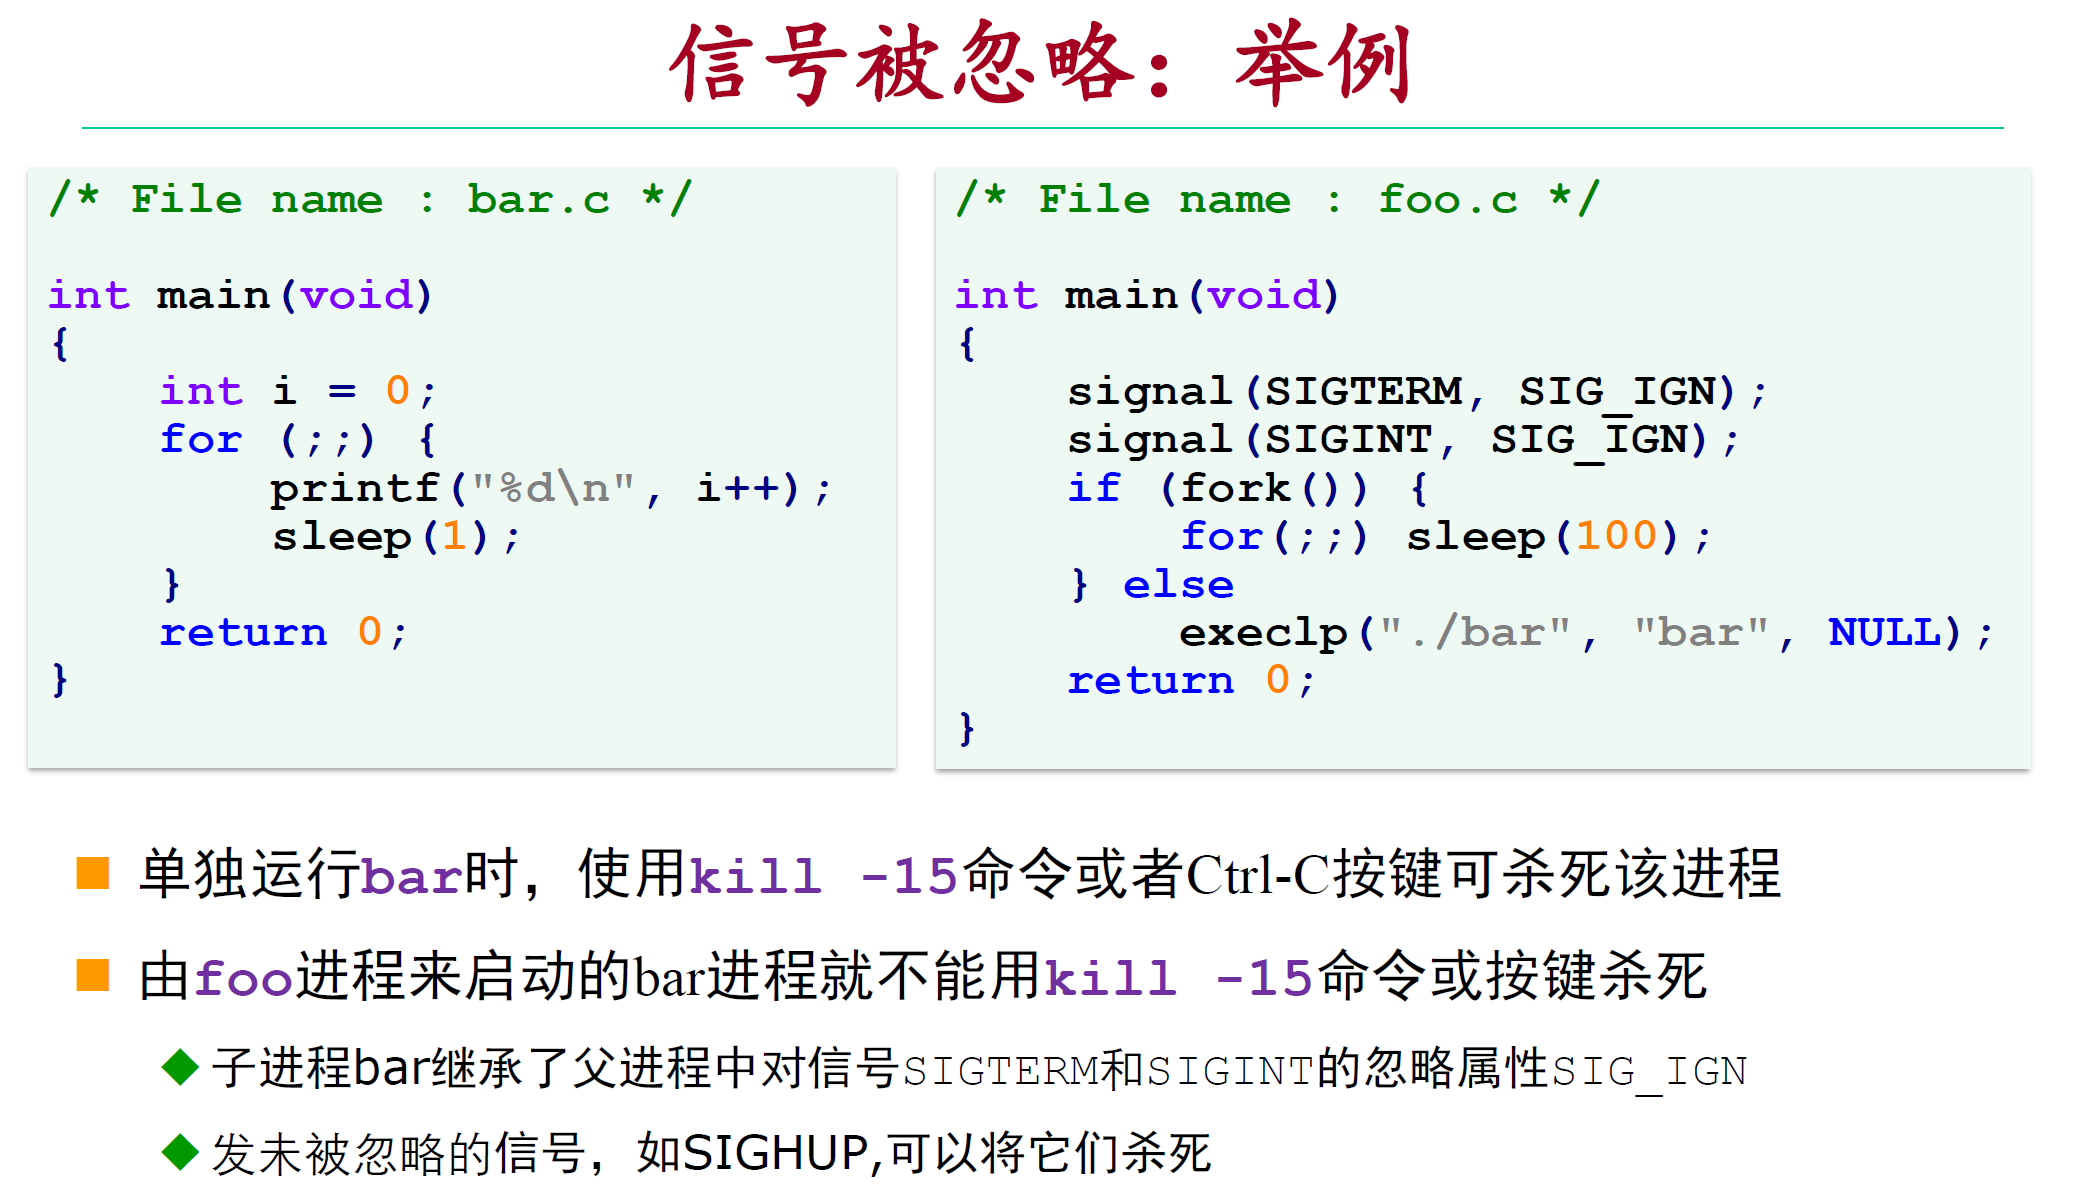 信号被忽略：举例
/* File name : bar.c */
int main(void)
{
    int i = 0;
    for (;;) {
        printf("%d\n", i++);
        sleep(1);
    }
    return 0;
}
/* File name : foo.c */
int main(void)
{
    signal(SIGTERM, SIG_IGN);
    signal(SIGINT, SIG_IGN);
    if (fork()) {
        for(;;) sleep(100);
    } else
        execlp("./bar", "bar", NULL);
    return 0;
}
单独运行bar时，使用kill -15命令或者Ctrl-C按键可杀死该进程
由foo进程来启动的bar进程就不能用kill -15命令或按键杀死
子进程bar继承了父进程中对信号SIGTERM和SIGINT的忽略属性SIG_IGN
发未被忽略的信号，如SIGHUP,可以将它们杀死